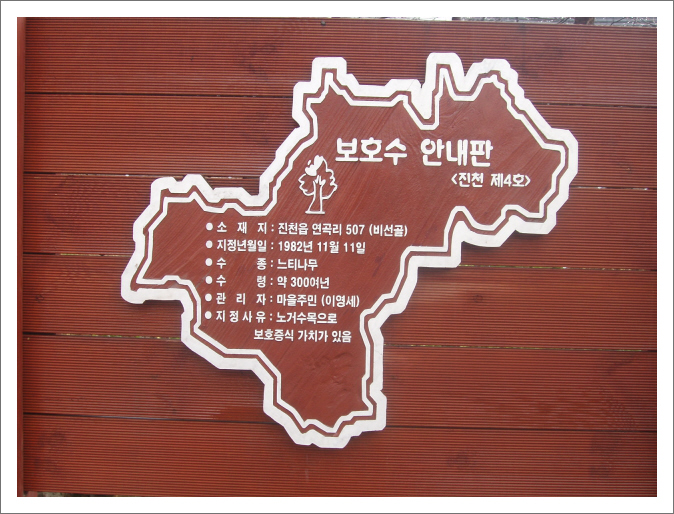 보호수 안내판
<진천 제4호>
● 소 재 지 : 진천읍 연곡리 507 (비선골)
● 지정년월일 : 1982년 11월 11일
● 수 종 : 느티나무
● 수 령 : 약 300여년
● 관 리 자 : 마을주민 (이영세)
● 지 정 사 유 : 노거수목으로
보호증식 가치가 있음